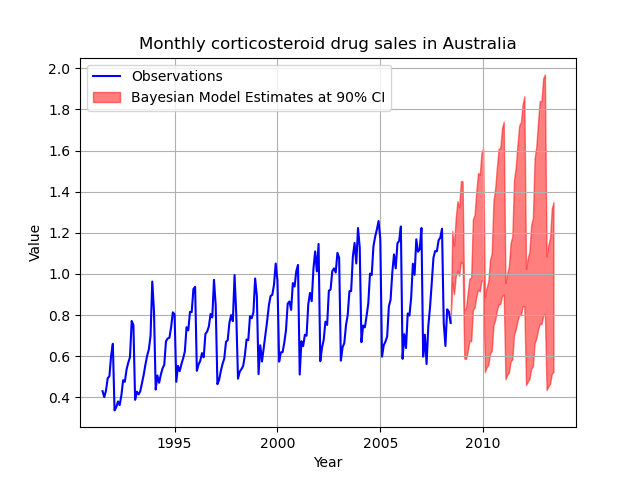 Monthly corticosteroid drug sales in Australia
Observations
Bayesian Model Estimates at 90% CI
Value
2.0
1.8
1.6
1.4
1.2
1.0
0.8
0.6
0.4
1995
2000
2005
2010
Year